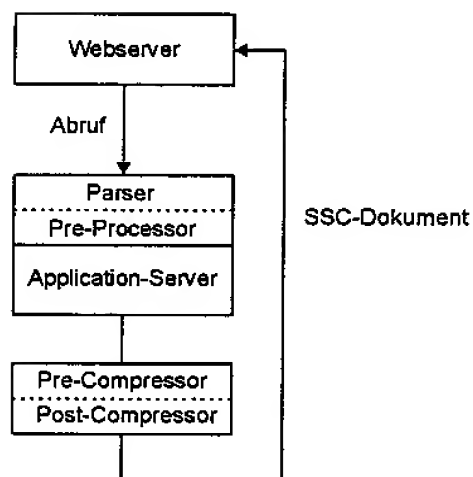 Webserver
Abruf
Parser
Pre-Processor
SSC-Dokument
Application-Server
Pre-Compressor
Post-Compressor